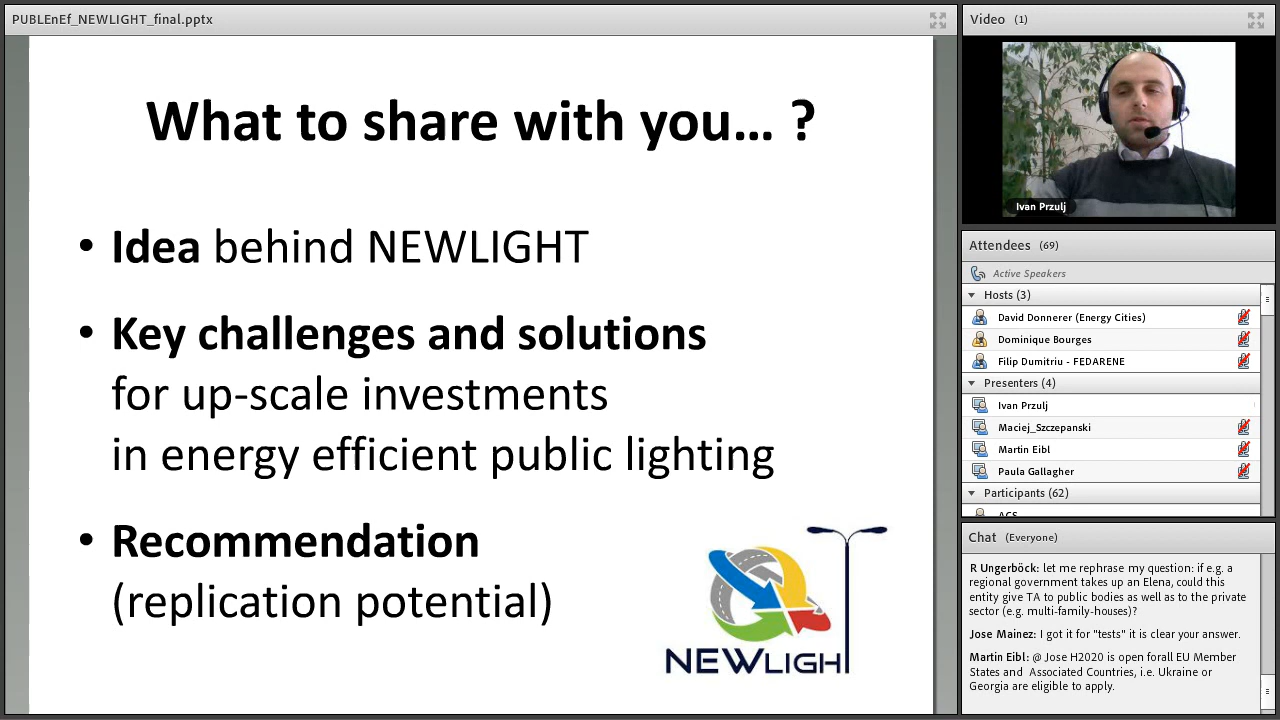 PUBLEnEf_NEWLIGHT_final.pptx
What to share with you… ?
• Idea behind NEWLIGHT
• Key challenges and solutions
for up-scale investments
in energy efficient public lighting
• Recommendation
(replication potential)
NEWLIGH
Video (1)
Ivan Przulj
Attendees (69)
Active Speakers
Hosts (3)
David Donnerer (Energy Cities)
Dominique Bourges
Filip Dumitriu - FEDARENE
Presenters (4)
Ivan Przulj
Maciej_Szczepanski
Martin Eibl
Paula Gallagher
Participants (62)
ACS
Chat (Everyone)
R Ungerböck: let me rephrase my question: if e.g. a
regional government takes up an Elena, could this
entity give TA to public bodies as well as to the private
sector (e.g. multi-family-houses)?
Jose Mainez: I got it for "tests" it is clear your answer.
Martin Eibl: @ Jose H2020 is open forall EU Member
States and Associated Countries, i.e. Ukraine or
Georgia are eligible to apply.